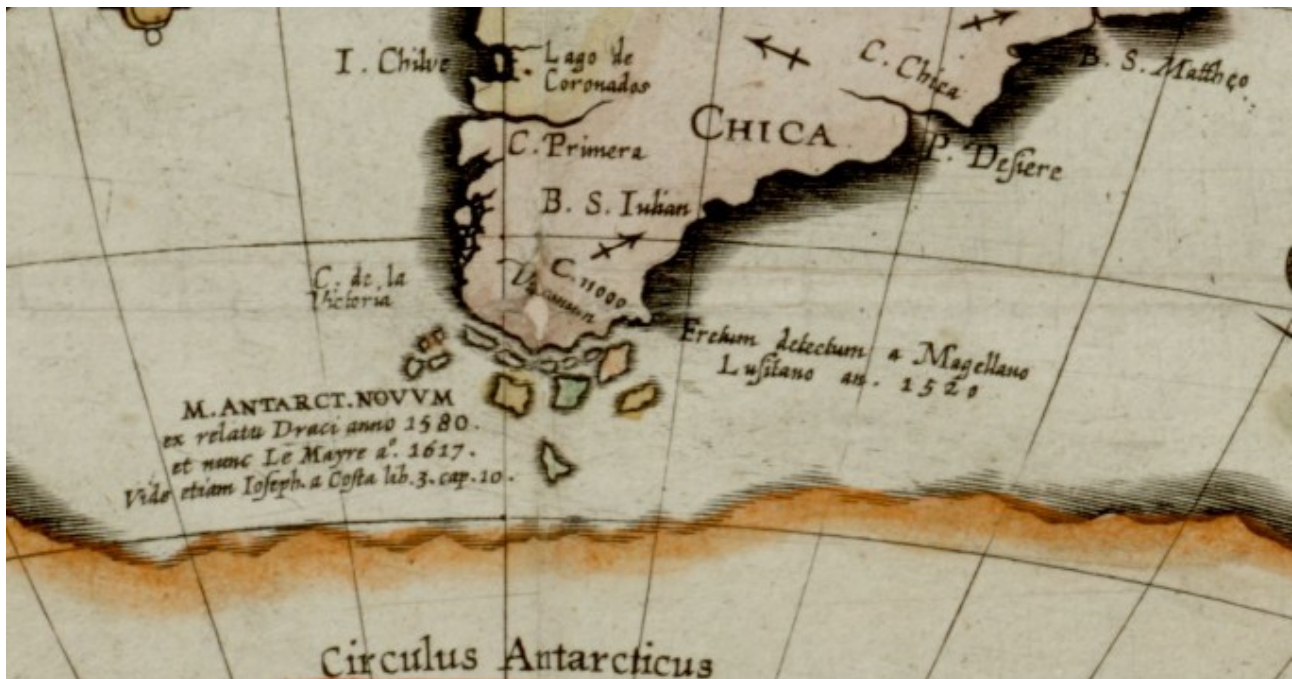 I. Chilue
Lago de
Coronados
C. Chica
B. S. Mattheo
C. Primera
CHICA
P. Desiere
B. S. Iulian
C. de la
Victoria
C. 11000
Fretum detectum a Magellano
Lusitano an. 1520
M. ANTARCT. NOVVM
ex relatu Draci anno 1580.
et nunc Le Mayre aº. 1617.
Vide etiam Ioseph. a Costa lib. 3. cap. 10.
Circulus Antarcticus